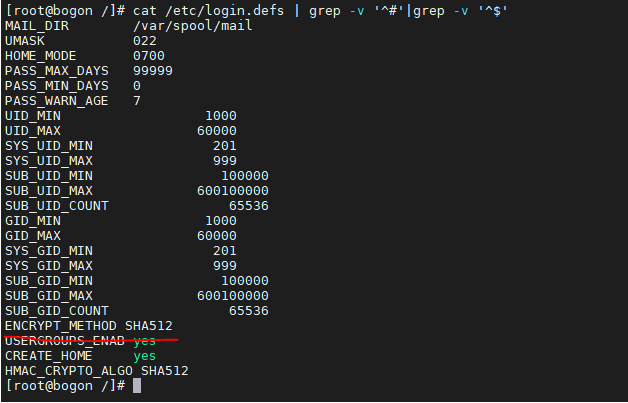 [root@bogon /]# cat /etc/login.defs | grep -v '^#'|grep -v '^$'
MAIL_DIR        /var/spool/mail
UMASK           022
HOME_MODE       0700
PASS_MAX_DAYS   99999
PASS_MIN_DAYS   0
PASS_WARN_AGE   7
UID_MIN                  1000
UID_MAX                 60000
SYS_UID_MIN               201
SYS_UID_MAX               999
SUB_UID_MIN                100000
SUB_UID_MAX             600100000
SUB_UID_COUNT               65536
GID_MIN                  1000
GID_MAX                 60000
SYS_GID_MIN               201
SYS_GID_MAX               999
SUB_GID_MIN                100000
SUB_GID_MAX             600100000
SUB_GID_COUNT               65536
ENCRYPT_METHOD SHA512
USERGROUPS_ENAB yes
CREATE_HOME     yes
HMAC_CRYPTO_ALGO SHA512
[root@bogon /]#